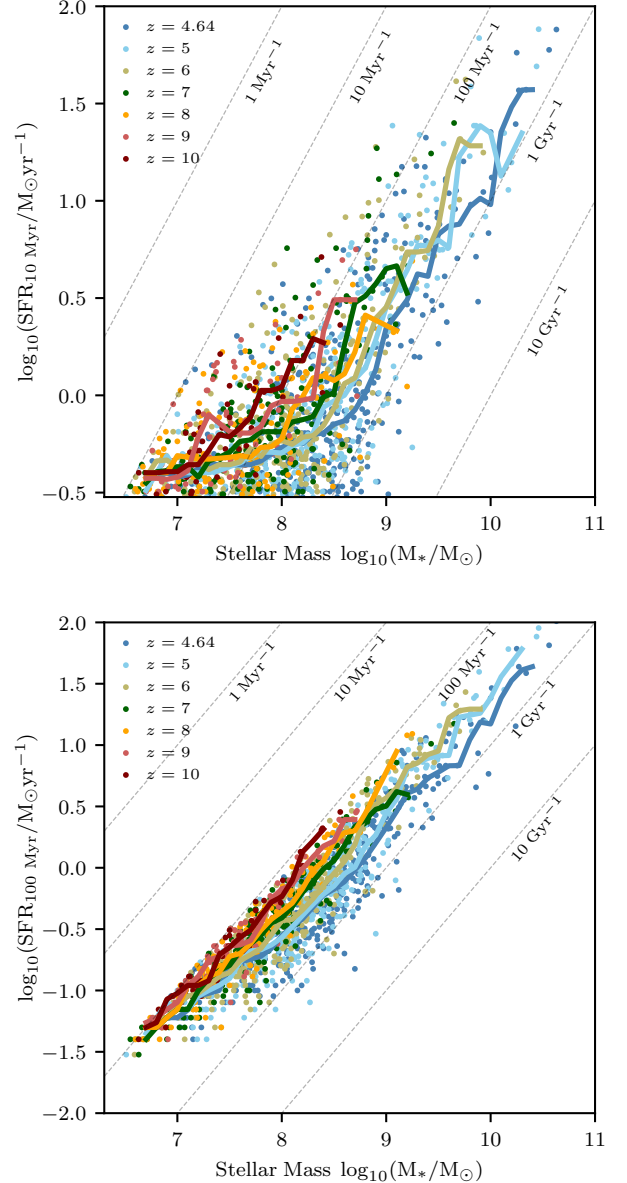 2.0
1.5
1.0
0.5
0.0
−0.5
log₁₀(SFR₁₀ Myr/M⊙yr⁻¹)
z = 4.64
z = 5
z = 6
z = 7
z = 8
z = 9
z = 10
1 Myr⁻¹
10 Myr⁻¹
100 Myr⁻¹
1 Gyr⁻¹
10 Gyr⁻¹
7 8 9 10 11
Stellar Mass log₁₀(M*/M⊙)
2.0
1.5
1.0
0.5
0.0
−0.5
−1.0
−1.5
−2.0
log₁₀(SFR₁₀₀ Myr/M⊙yr⁻¹)
z = 4.64
z = 5
z = 6
z = 7
z = 8
z = 9
z = 10
1 Myr⁻¹
10 Myr⁻¹
100 Myr⁻¹
1 Gyr⁻¹
10 Gyr⁻¹
7 8 9 10 11
Stellar Mass log₁₀(M*/M⊙)